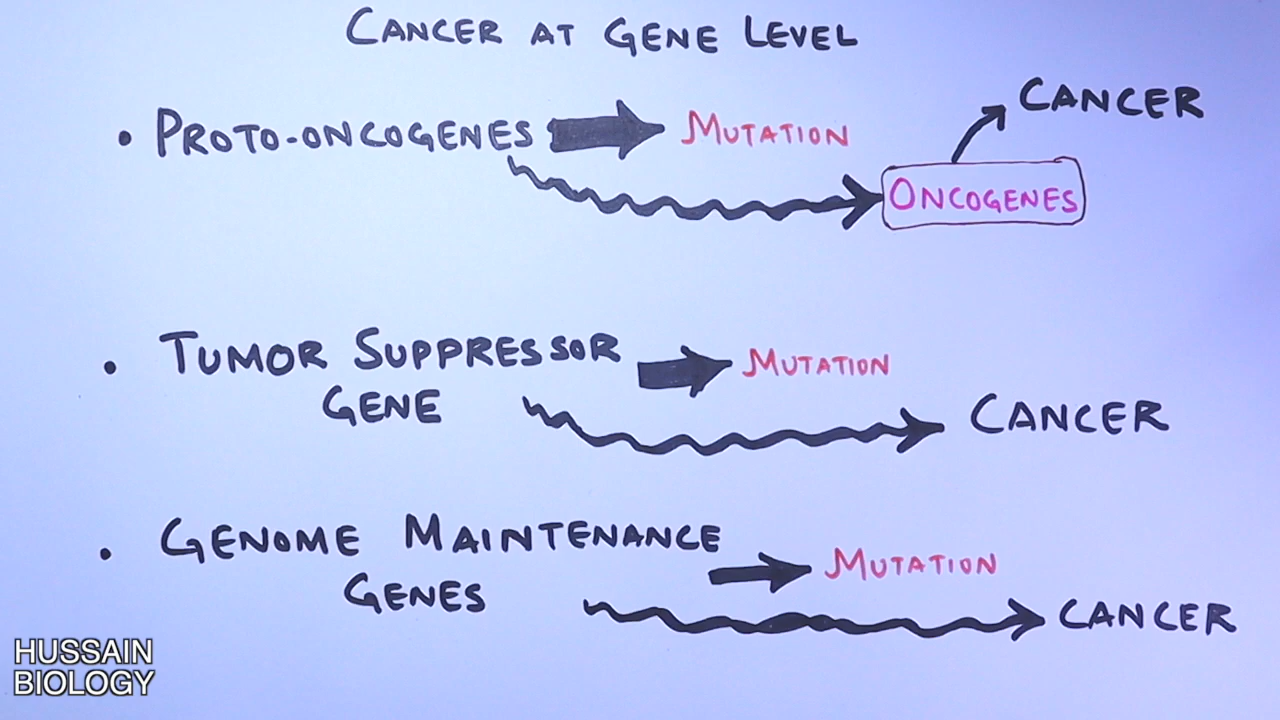 CANCER AT GENE LEVEL
CANCER
• PROTO-ONCOGENES MUTATION
ONCOGENES
• TUMOR SUPPRESSOR MUTATION
GENE
CANCER
• GENOME MAINTENANCE
MUTATION
GENES
CANCER
HUSSAIN
BIOLOGY